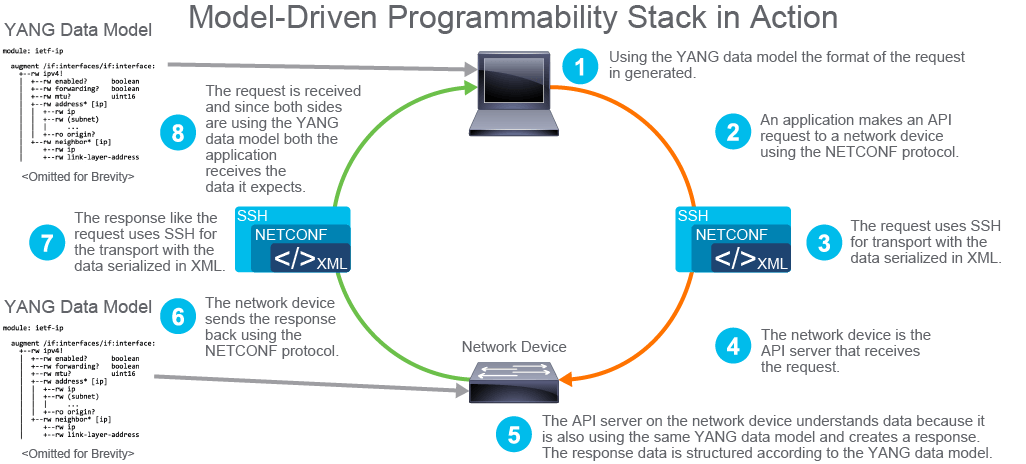 Model-Driven Programmability Stack in Action
YANG Data Model
module: ietf-ip
augment /if:interfaces/if:interface:
+--rw ipv4!
| +--rw enabled? boolean
| +--rw forwarding? boolean
| +--rw mtu? uint16
| +--rw address* [ip]
| | +--rw ip
| | +--rw (subnet)
| | ...
| +--ro origin?
| +--rw neighbor* [ip]
| +--rw ip
| +--rw link-layer-address
<Omitted for Brevity>
1
Using the YANG data model the format of the request
in generated.
2
An application makes an API
request to a network device
using the NETCONF protocol.
SSH
NETCONF
</>XML
3
The request uses SSH
for transport with the
data serialized in XML.
4
The network device is the
API server that receives
the request.
Network Device
5
The API server on the network device understands data because it
is also using the same YANG data model and creates a response.
The response data is structured according to the YANG data model.
YANG Data Model
module: ietf-ip
augment /if:interfaces/if:interface:
+--rw ipv4!
| +--rw enabled? boolean
| +--rw forwarding? boolean
| +--rw mtu? uint16
| +--rw address* [ip]
| | +--rw ip
| | +--rw (subnet)
| | ...
| +--ro origin?
| +--rw neighbor* [ip]
| +--rw ip
| +--rw link-layer-address
<Omitted for Brevity>
6
The network device
sends the response
back using the
NETCONF protocol.
SSH
NETCONF
</>XML
7
The response like the
request uses SSH for
the transport with the
data serialized in XML.
8
The request is received
and since both sides
are using the YANG
data model both the
application
receives the
data it expects.